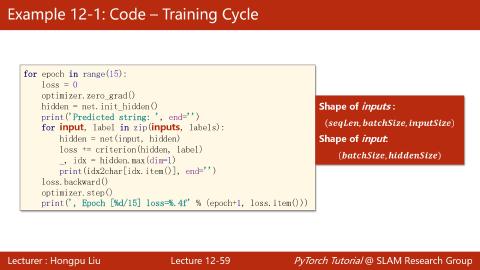 Example 12-1: Code – Training Cycle
for epoch in range(15):
    loss = 0
    optimizer.zero_grad()
    hidden = net.init_hidden()
    print('Predicted string: ', end='')
    for input, label in zip(inputs, labels):
        hidden = net(input, hidden)
        loss += criterion(hidden, label)
        _, idx = hidden.max(dim=1)
        print(idx2char[idx.item()], end='')
    loss.backward()
    optimizer.step()
    print(', Epoch [%d/15] loss=%.4f' % (epoch+1, loss.item()))
Shape of inputs :
(seqLen, batchSize, inputSize)
Shape of input:
(batchSize, hiddenSize)
Lecturer : Hongpu Liu
Lecture 12-59
PyTorch Tutorial @ SLAM Research Group